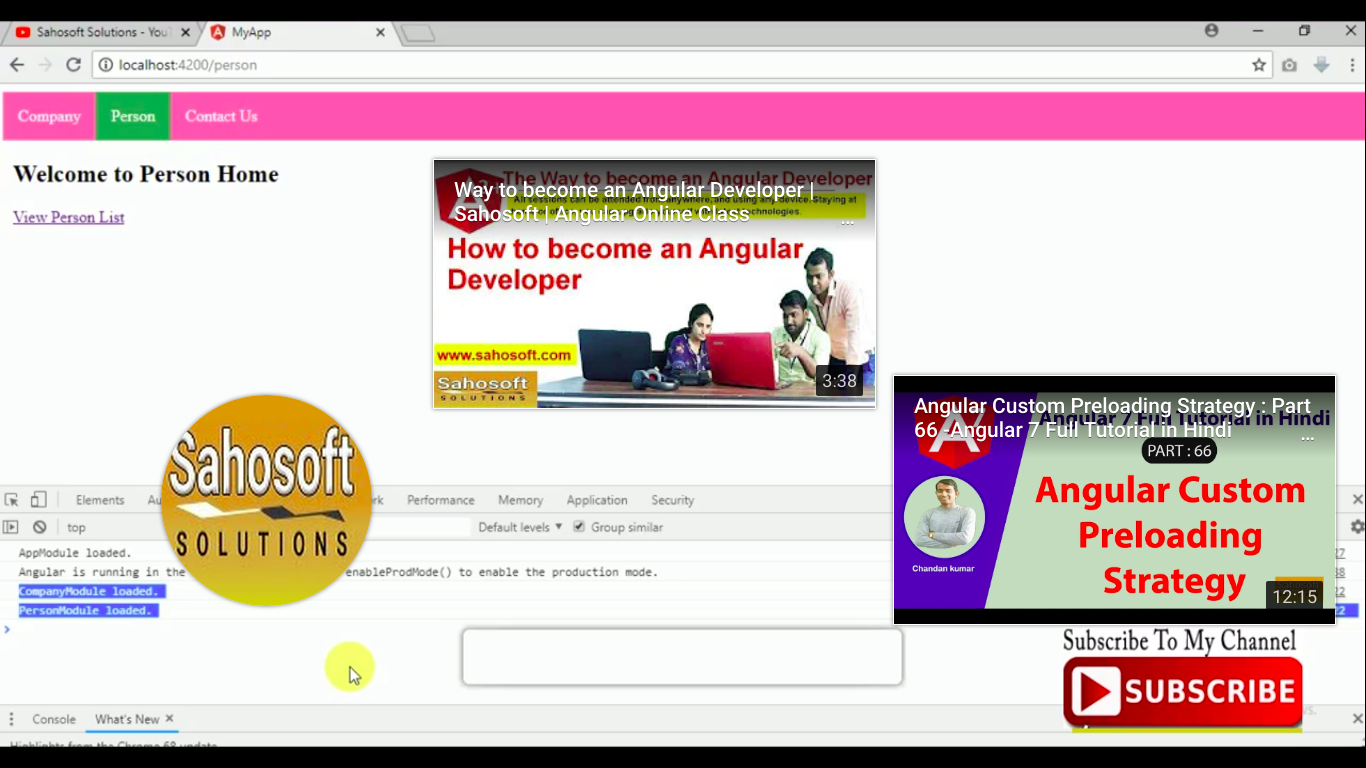 Sahosoft Solutions - You
MyApp
localhost:4200/person
Company
Person
Contact Us
Welcome to Person Home
View Person List
The Way to become an Angular Developer
Way to become an Angular Developer |
Sahosoft | Angular Online Class
...
All sessions can be attended from anywhere, and using any device. Staying at
technologies.
How to become an Angular
Developer
www.sahosoft.com
Sahosoft
SOLUTIONS
3:38
Angular 7 Full Tutorial in Hindi
Angular Custom Preloading Strategy : Part
66 -Angular 7 Full Tutorial in Hindi
...
PART : 66
Angular Custom
Preloading
Strategy
Chandan kumar
12:15
Sahosoft
SOLUTIONS
Elements
Performance
Memory
Application
Security
top
Default levels ▼
Group similar
AppModule loaded.
Angular is running in the
enableProdMode() to enable the production mode.
CompanyModule loaded.
PersonModule loaded.
Subscribe To My Channel
SUBSCRIBE
Console
What's New
Highlights from the Chrome 68 update